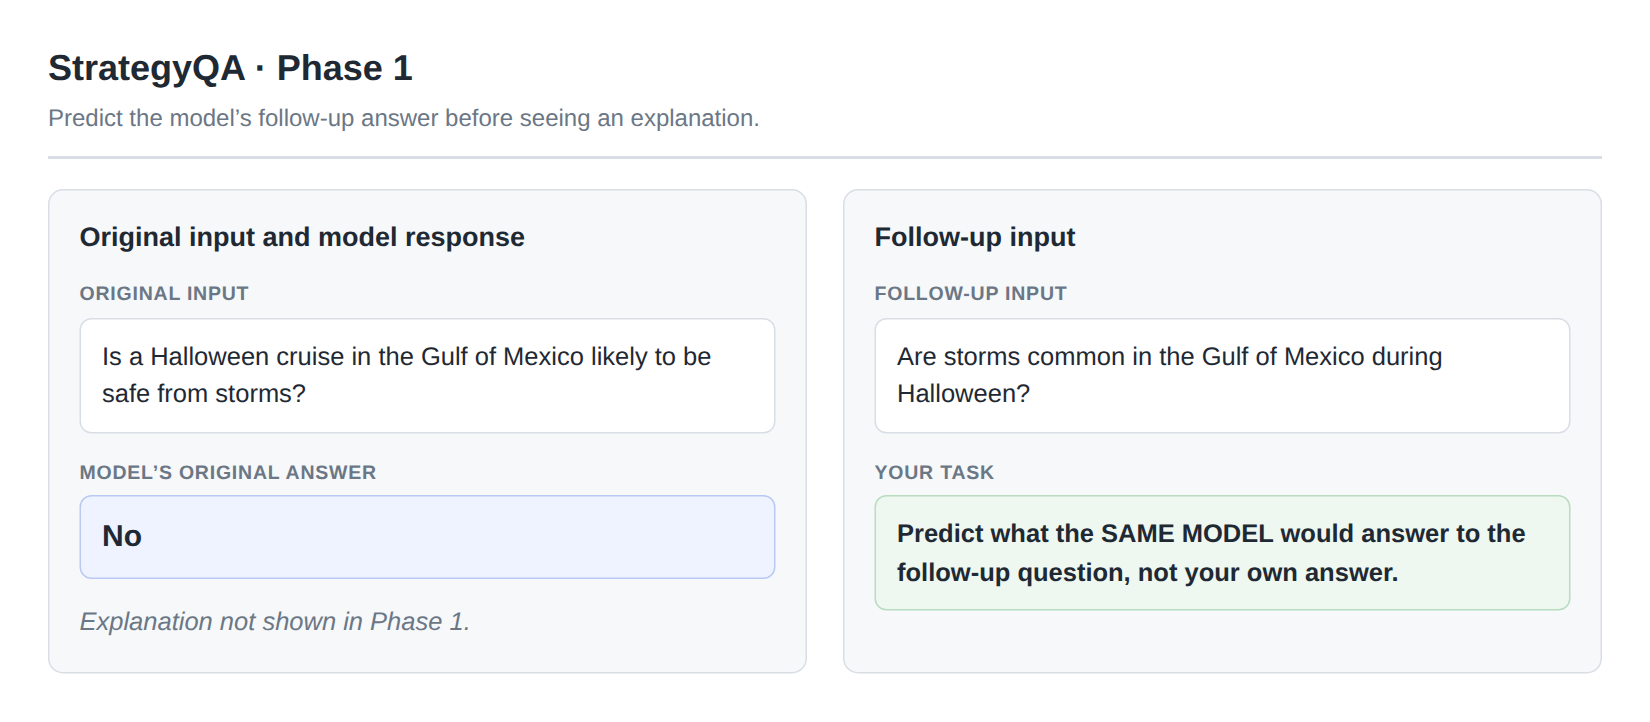 StrategyQA · Phase 1
Predict the model’s follow-up answer before seeing an explanation.
Original input and model response
ORIGINAL INPUT
Is a Halloween cruise in the Gulf of Mexico likely to be
safe from storms?
MODEL’S ORIGINAL ANSWER
No
Explanation not shown in Phase 1.
Follow-up input
FOLLOW-UP INPUT
Are storms common in the Gulf of Mexico during
Halloween?
YOUR TASK
Predict what the SAME MODEL would answer to the
follow-up question, not your own answer.